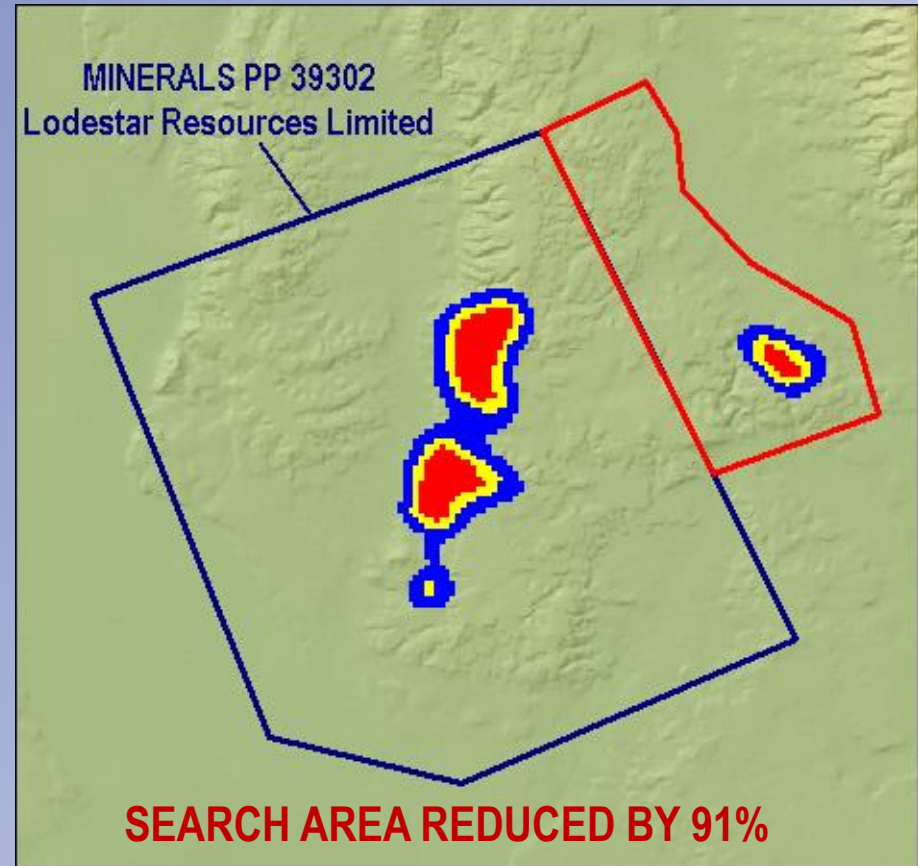 MINERALS PP 39302
Lodestar Resources Limited
SEARCH AREA REDUCED BY 91%